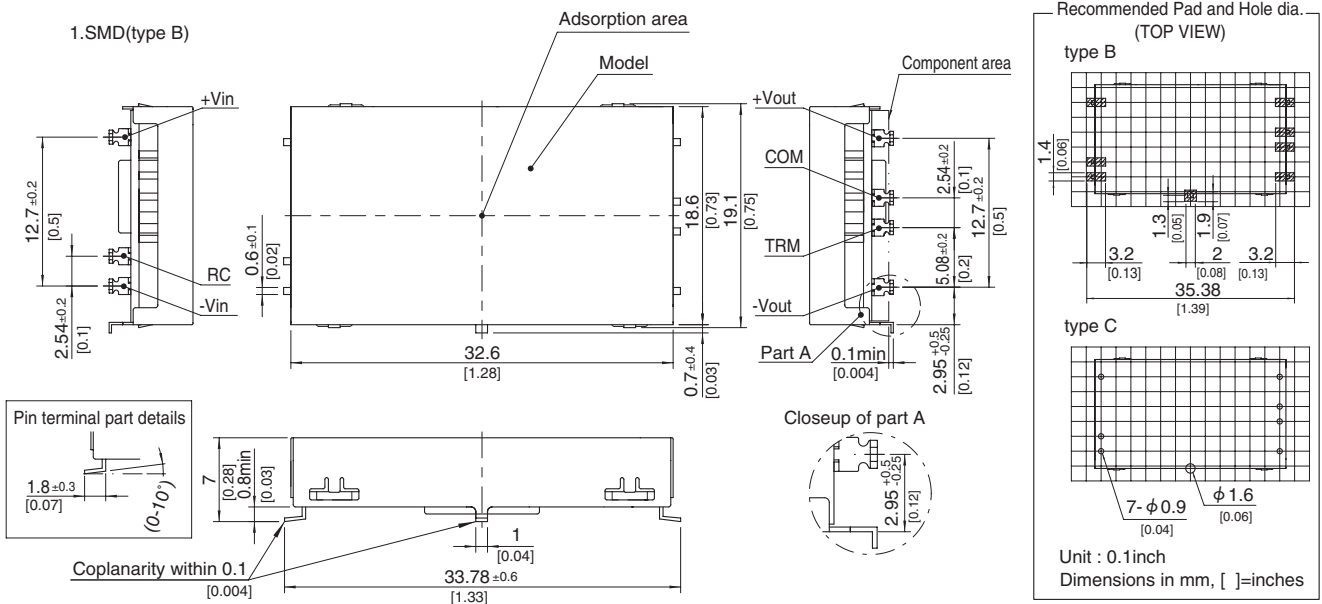 1.SMD(type B)
Adsorption area
Model
Component area
+Vin
12.7±0.2
[0.5]
RC
-Vin
2.54±0.2
[0.1]
0.6±0.1
[0.02]
32.6
[1.28]
18.6
[0.73]
19.1
[0.75]
0.7±0.4
[0.03]
+Vout
COM
TRM
-Vout
2.54±0.2
[0.1]
12.7±0.2
[0.5]
5.08±0.2
[0.2]
2.95 +0.5 -0.25
[0.12]
Part A
0.1min
[0.004]
Pin terminal part details
1.8±0.3
[0.07]
(0-10°)
7
[0.28]
0.8min
[0.03]
1
[0.04]
Coplanarity within 0.1
[0.004]
33.78 ±0.6
[1.33]
Closeup of part A
2.95 +0.5 -0.25
[0.12]
Recommended Pad and Hole dia.
(TOP VIEW)
type B
1.4
[0.06]
1.3
[0.05]
1.9
[0.07]
3.2
[0.13]
2
[0.08]
3.2
[0.13]
35.38
[1.39]
type C
7-ϕ0.9
[0.04]
ϕ1.6
[0.06]
Unit : 0.1inch
Dimensions in mm, [ ]=inches